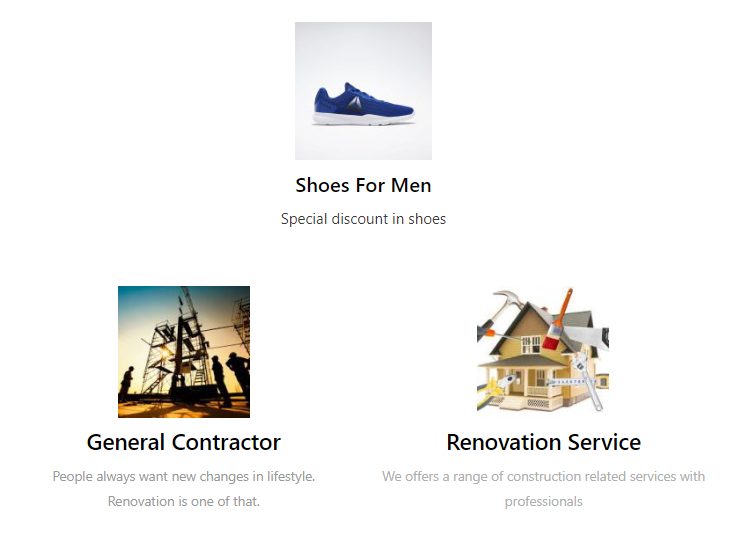 Shoes For Men
Special discount in shoes
General Contractor
People always want new changes in lifestyle.
Renovation is one of that.
Renovation Service
We offers a range of construction related services with
professionals